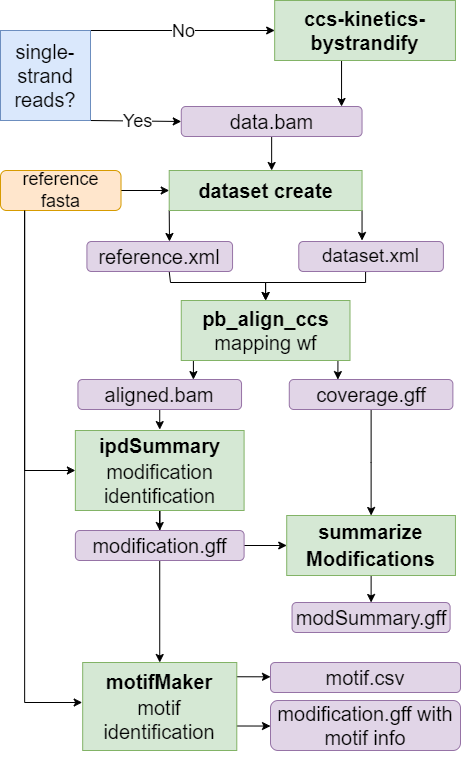 ccs-kinetics-
bystrandify
No
single-
strand
reads?
Yes
data.bam
reference
fasta
dataset create
reference.xml
dataset.xml
pb_align_ccs
mapping wf
aligned.bam
coverage.gff
ipdSummary
modification
identification
summarize
Modifications
modification.gff
modSummary.gff
motifMaker
motif
identification
motif.csv
modification.gff with
motif info